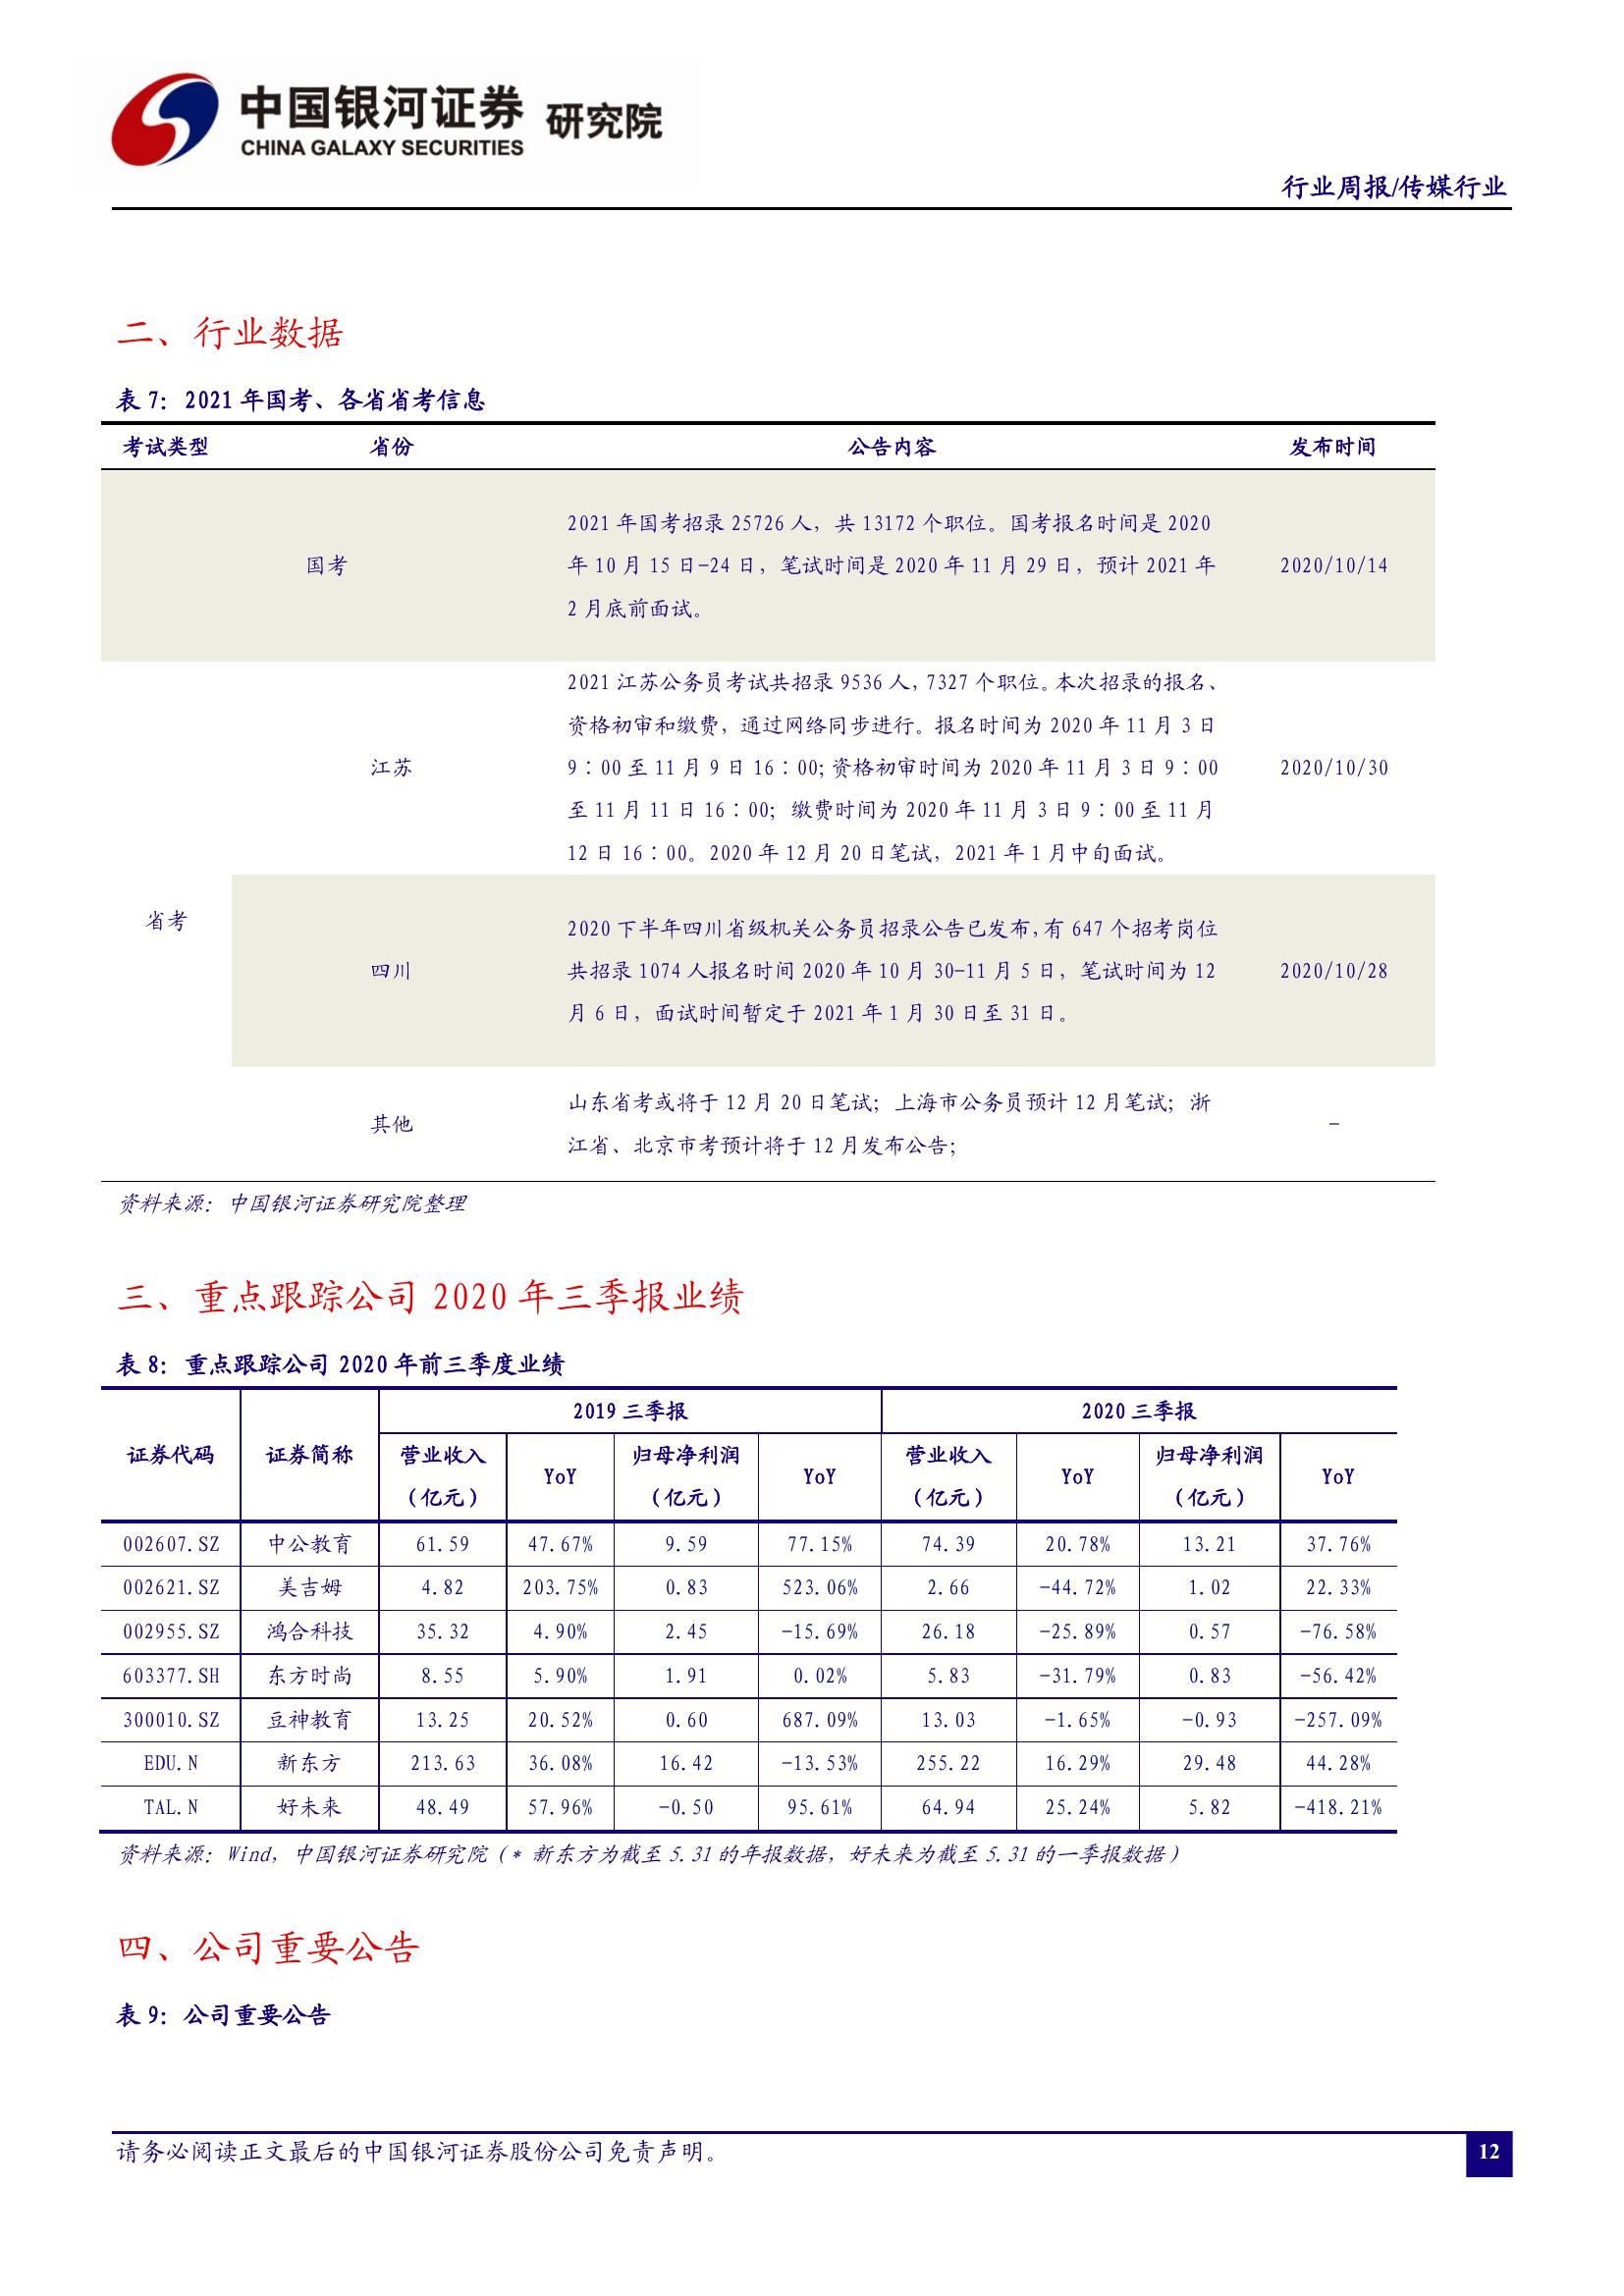 中国银河证券 研究院
CHINA GALAXY SECURITIES
行业周报/传媒行业
二、行业数据
表 7：2021 年国考、各省省考信息
考试类型 省份 公告内容 发布时间
国考
2021 年国考招录 25726 人，共 13172 个职位。国考报名时间是 2020
年 10 月 15 日-24 日，笔试时间是 2020 年 11 月 29 日，预计 2021 年
2 月底前面试。
2020/10/14
省考
江苏
2021 江苏公务员考试共招录 9536 人，7327 个职位。本次招录的报名、
资格初审和缴费，通过网络同步进行。报名时间为 2020 年 11 月 3 日
9：00 至 11 月 9 日 16：00；资格初审时间为 2020 年 11 月 3 日 9：00
至 11 月 11 日 16：00；缴费时间为 2020 年 11 月 3 日 9：00 至 11 月
12 日 16：00。2020 年 12 月 20 日笔试，2021 年 1 月中旬面试。
2020/10/30
四川
2020 下半年四川省级机关公务员招录公告已发布，有 647 个招考岗位
共招录 1074 人报名时间 2020 年 10 月 30-11 月 5 日，笔试时间为 12
月 6 日，面试时间暂定于 2021 年 1 月 30 日至 31 日。
2020/10/28
其他
山东省考或将于 12 月 20 日笔试；上海市公务员预计 12 月笔试；浙
江省、北京市考预计将于 12 月发布公告；
-
资料来源：中国银河证券研究院整理
三、重点跟踪公司 2020 年三季报业绩
表 8：重点跟踪公司 2020 年前三季度业绩
证券代码 证券简称 2019 三季报 2020 三季报
营业收入 YoY 归母净利润 YoY 营业收入 YoY 归母净利润 YoY
（亿元） （亿元） （亿元） （亿元）
002607.SZ 中公教育 61.59 47.67% 9.59 77.15% 74.39 20.78% 13.21 37.76%
002621.SZ 美吉姆 4.82 203.75% 0.83 523.06% 2.66 -44.72% 1.02 22.33%
002955.SZ 鸿合科技 35.32 4.90% 2.45 -15.69% 26.18 -25.89% 0.57 -76.58%
603377.SH 东方时尚 8.55 5.90% 1.91 0.02% 5.83 -31.79% 0.83 -56.42%
300010.SZ 豆神教育 13.25 20.52% 0.60 687.09% 13.03 -1.65% -0.93 -257.09%
EDU.N 新东方 213.63 36.08% 16.42 -13.53% 255.22 16.29% 29.48 44.28%
TAL.N 好未来 48.49 57.96% -0.50 95.61% 64.94 25.24% 5.82 -418.21%
资料来源：Wind，中国银河证券研究院（* 新东方为截至 5.31 的年报数据，好未来为截至 5.31 的一季报数据）
四、公司重要公告
表 9：公司重要公告
请务必阅读正文最后的中国银河证券股份公司免责声明。
12